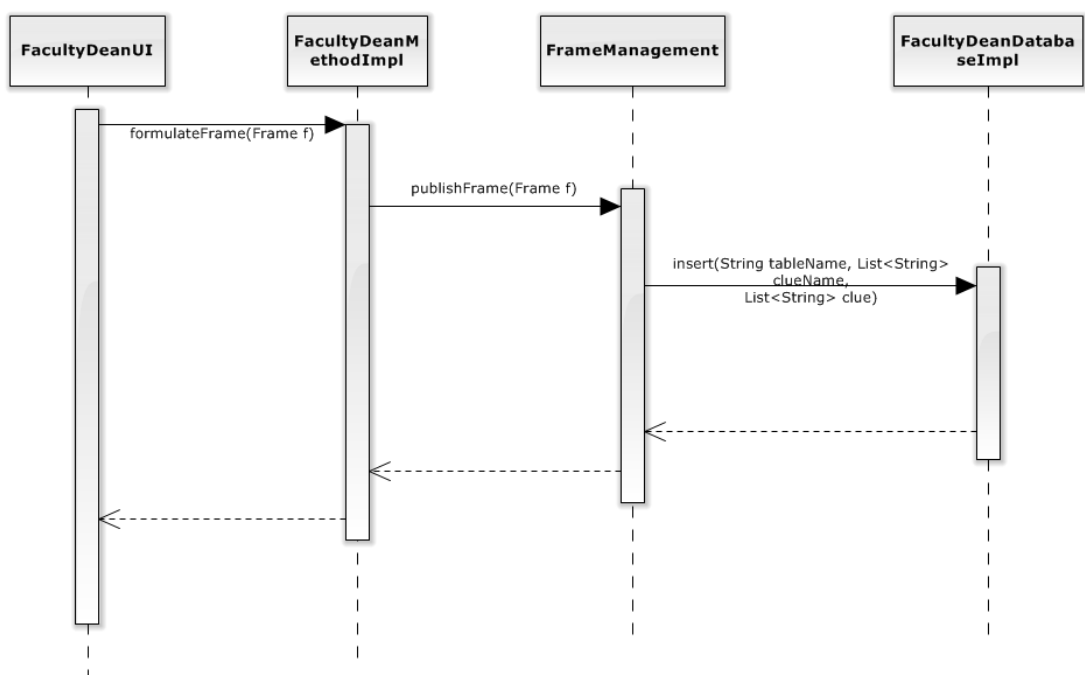 FacultyDeanUI
FacultyDeanM
ethodImpl
FrameManagement
FacultyDeanDataba
seImpl
formulateFrame(Frame f)
publishFrame(Frame f)
insert(String tableName, List<String>
clueName,
List<String> clue)